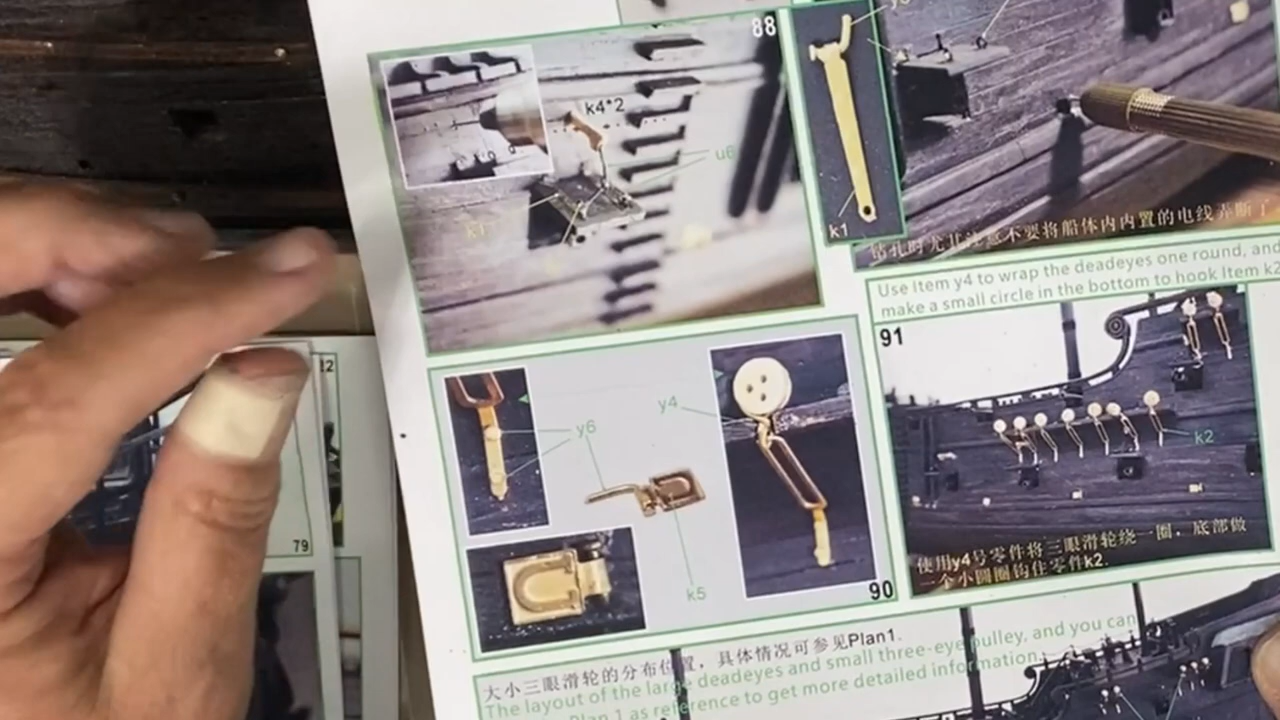 88
k4*2
u6
k1
k1
钻孔时尤其注意不要将船体内内置的电线弄断了
Use Item y4 to wrap the deadeyes one round, and
make a small circle in the bottom to hook Item k2
91
k2
使用y4号零件将三眼滑轮绕一圈，底部做
一个小圆圈钩住零件k2.
y4
y6
k5
90
79
大小三眼滑轮的分布位置，具体情况可参见Plan1.
The layout of the large deadeyes and small three-eye pulley, and you can
Plan 1 as reference to get more detailed information.